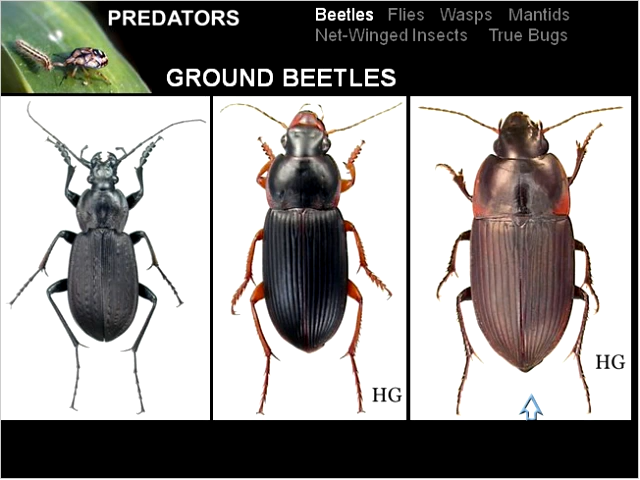 PREDATORS
Beetles Flies Wasps Mantids
Net-Winged Insects True Bugs
GROUND BEETLES
HG
HG